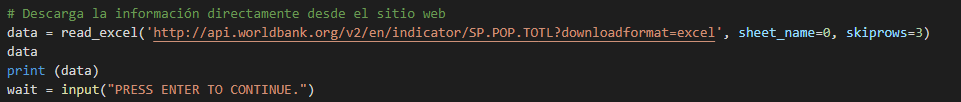 # Descarga la información directamente desde el sitio web
data = read_excel('http://api.worldbank.org/v2/en/indicator/SP.POP.TOTL?downloadformat=excel', sheet_name=0, skiprows=3)
data
print (data)
wait = input("PRESS ENTER TO CONTINUE.")